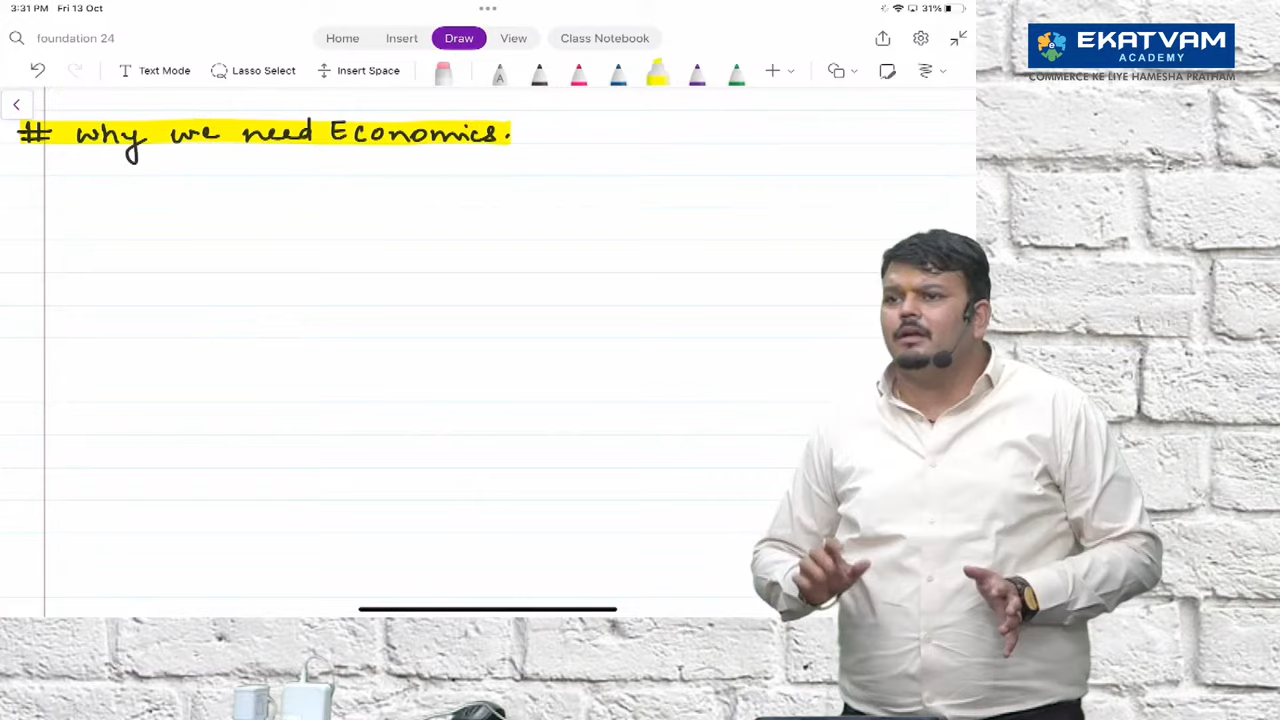 3:31 PM Fri 13 Oct
31%
foundation 24
Home Insert Draw View Class Notebook
Text Mode Lasso Select Insert Space
A
# why we need Economics.
EKATVAM
ACADEMY
COMMERCE KE LIYE HAMESHA PRATHAM